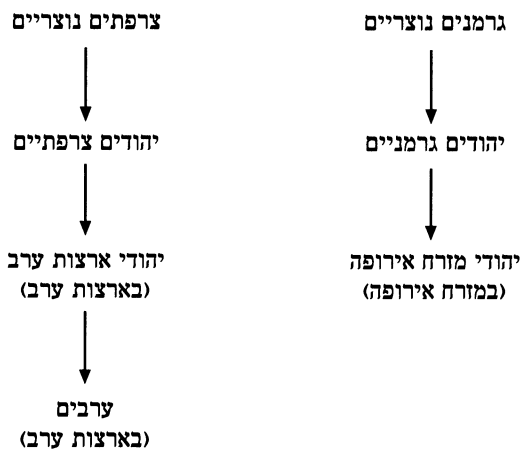 גרמנים נוצריים
יהודים גרמניים
יהודי מזרח אירופה
(במזרח אירופה)
צרפתים נוצריים
יהודים צרפתיים
יהודי ארצות ערב
(בארצות ערב)
ערבים
(בארצות ערב)